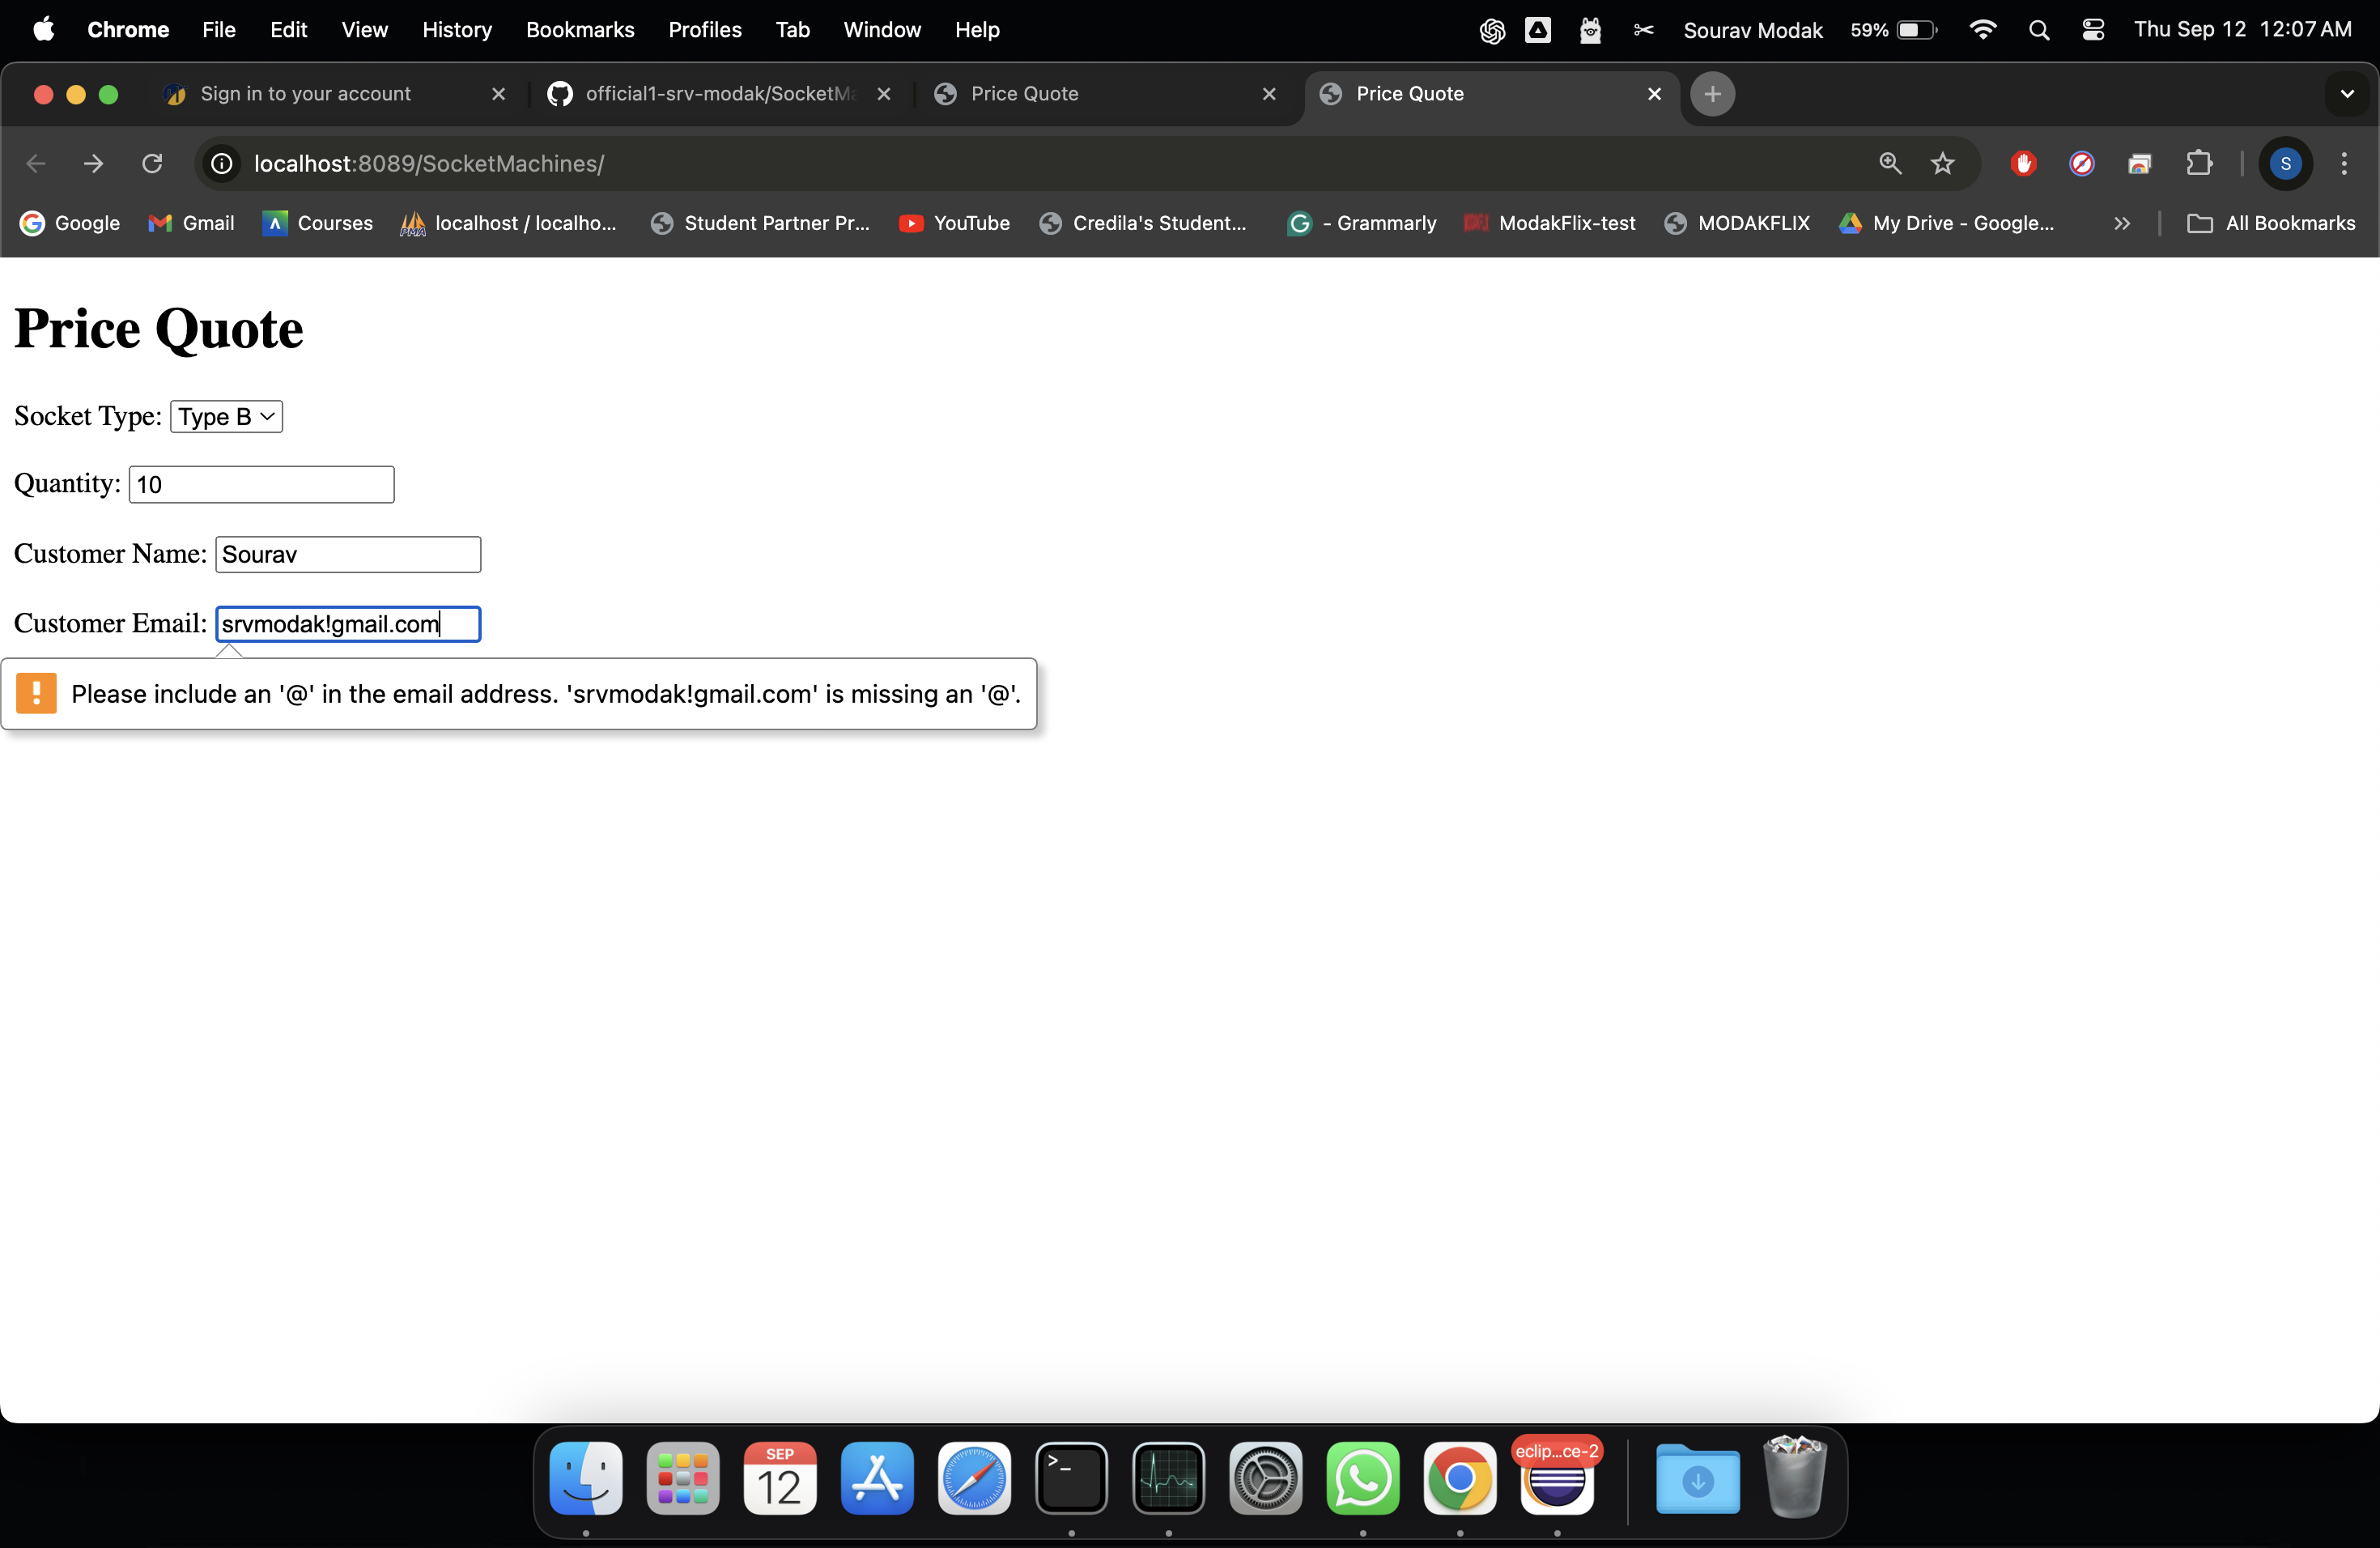 Chrome File Edit View History Bookmarks Profiles Tab Window Help Sourav Modak 59% Thu Sep 12 12:07 AM
Sign in to your account official1-srv-modak/SocketMa Price Quote Price Quote
localhost:8089/SocketMachines/ S
Google Gmail Courses localhost / localho... Student Partner Pr... YouTube Credila's Student... - Grammarly ModakFlix-test MODAKFLIX My Drive - Google... All Bookmarks
Price Quote
Socket Type: Type B
Quantity: 10
Customer Name: Sourav
Customer Email: srvmodak!gmail.com
Please include an '@' in the email address. 'srvmodak!gmail.com' is missing an '@'.
SEP
12
eclip...ce-2